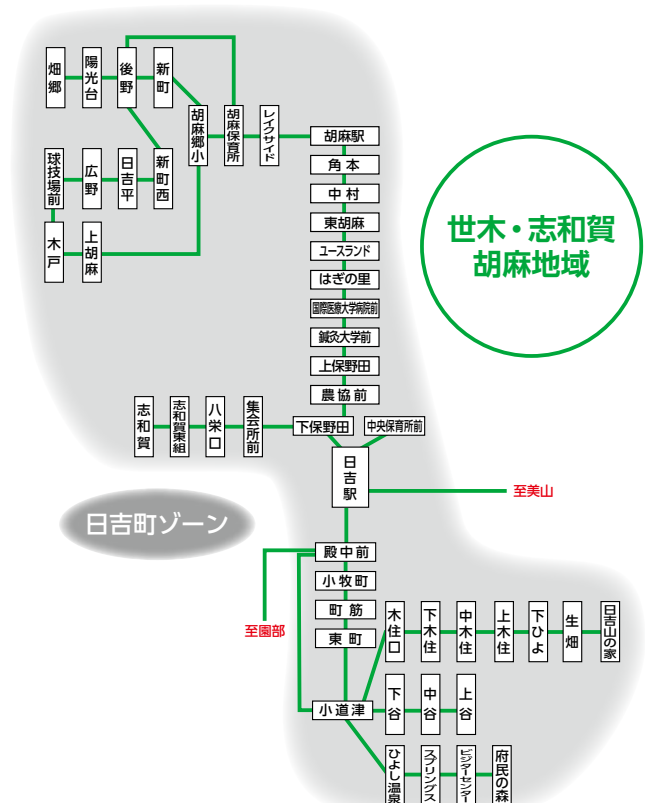 畑郷
陽光台
後野
新町
胡麻郷小
胡麻保育所
レイクサイド
球技場前
広野
日吉平
新町西
木戸
上胡麻
胡麻駅
角本
中村
東胡麻
ユースランド
はぎの里
国際医療大学病院前
鍼灸大学前
上保野田
農協前
世木・志和賀
胡麻地域
志和賀
志和賀東組
八栄口
集会所前
下保野田
中央保育所前
日吉駅
至美山
日吉町ゾーン
殿中前
小牧町
町筋
東町
至園部
木住口
下木住
中木住
上木住
下ひよ
生畑
日吉山の家
小道津
下谷
中谷
上谷
ひよし温泉
スプリングス
ビジターセンター
府民の森